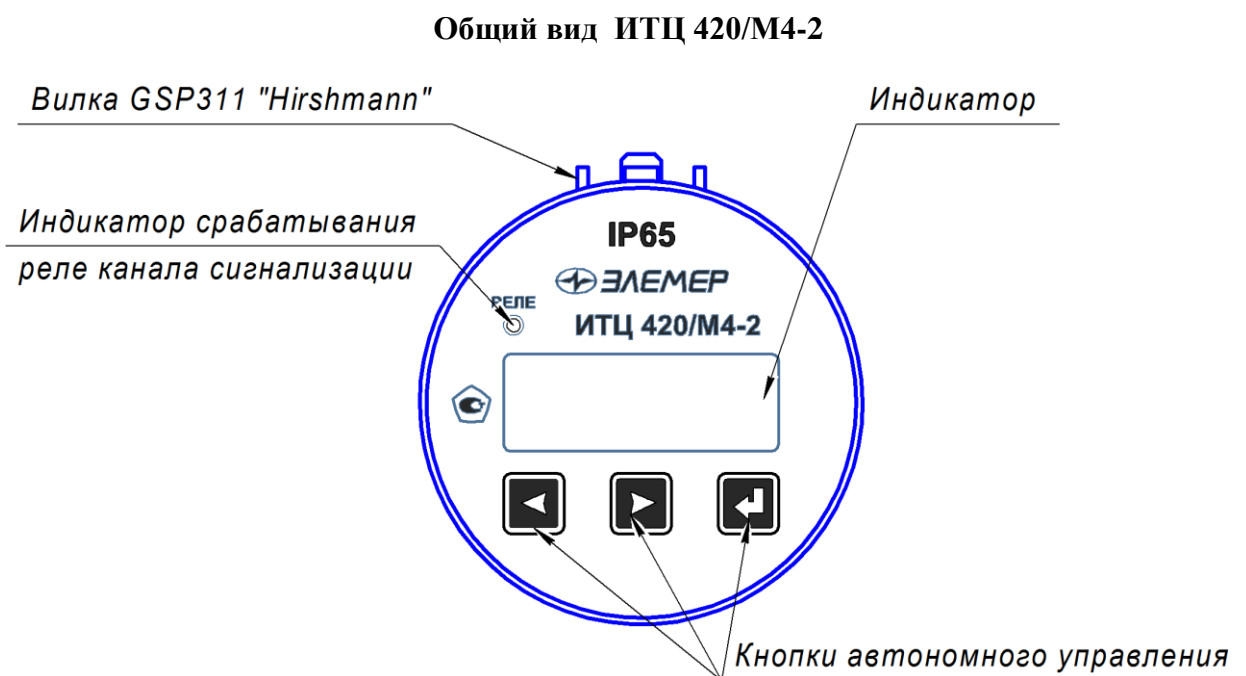 Общий вид ИТЦ 420/М4-2
Вилка GSP311 "Hirshmann"
Индикатор
Индикатор срабатывания
реле канала сигнализации
IP65
ЭЛЕМЕР
РЕЛЕ
ИТЦ 420/М4-2
Кнопки автономного управления